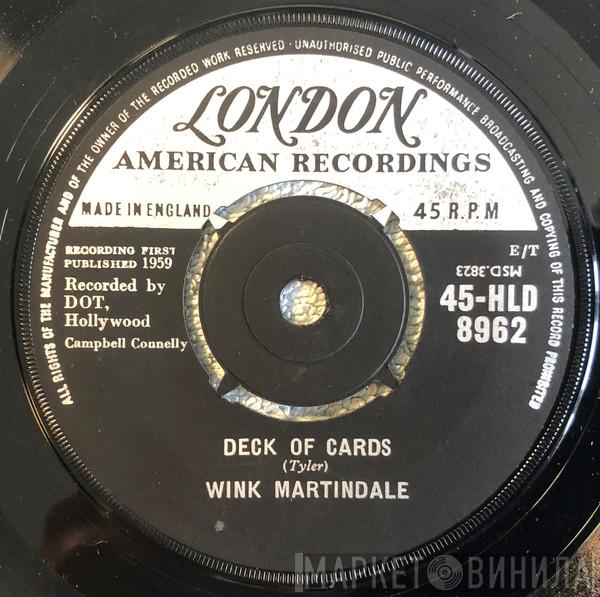 ALL RIGHTS OF THE MANUFACTURER AND OF THE OWNER OF THE RECORDED WORK RESERVED · UNAUTHORISED PUBLIC PERFORMANCE BROADCASTING AND COPYING OF THIS RECORD PROHIBITED
LONDON
AMERICAN RECORDINGS
MADE IN ENGLAND
45 R.P.M
RECORDING FIRST
PUBLISHED 1959
Recorded by
DOT,
Hollywood
Campbell Connelly
E/T
MSD.3823
45-HLD
8962
DECK OF CARDS
(Tyler)
WINK MARTINDALE
МАРКЕТ ВИНИЛА